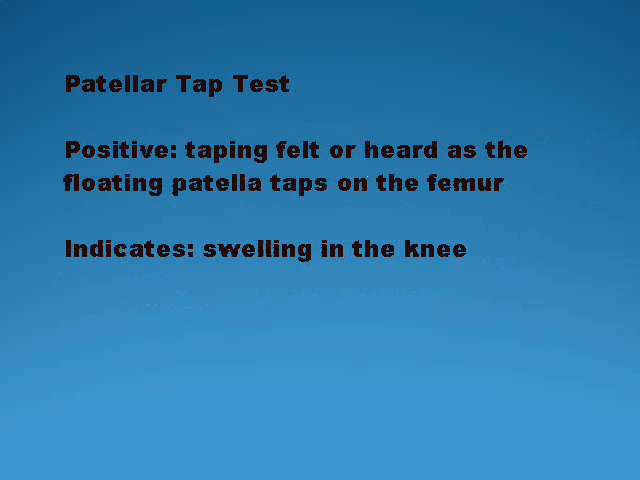 Patellar Tap Test
Positive: taping felt or heard as the
floating patella taps on the femur
Indicates: swelling in the knee